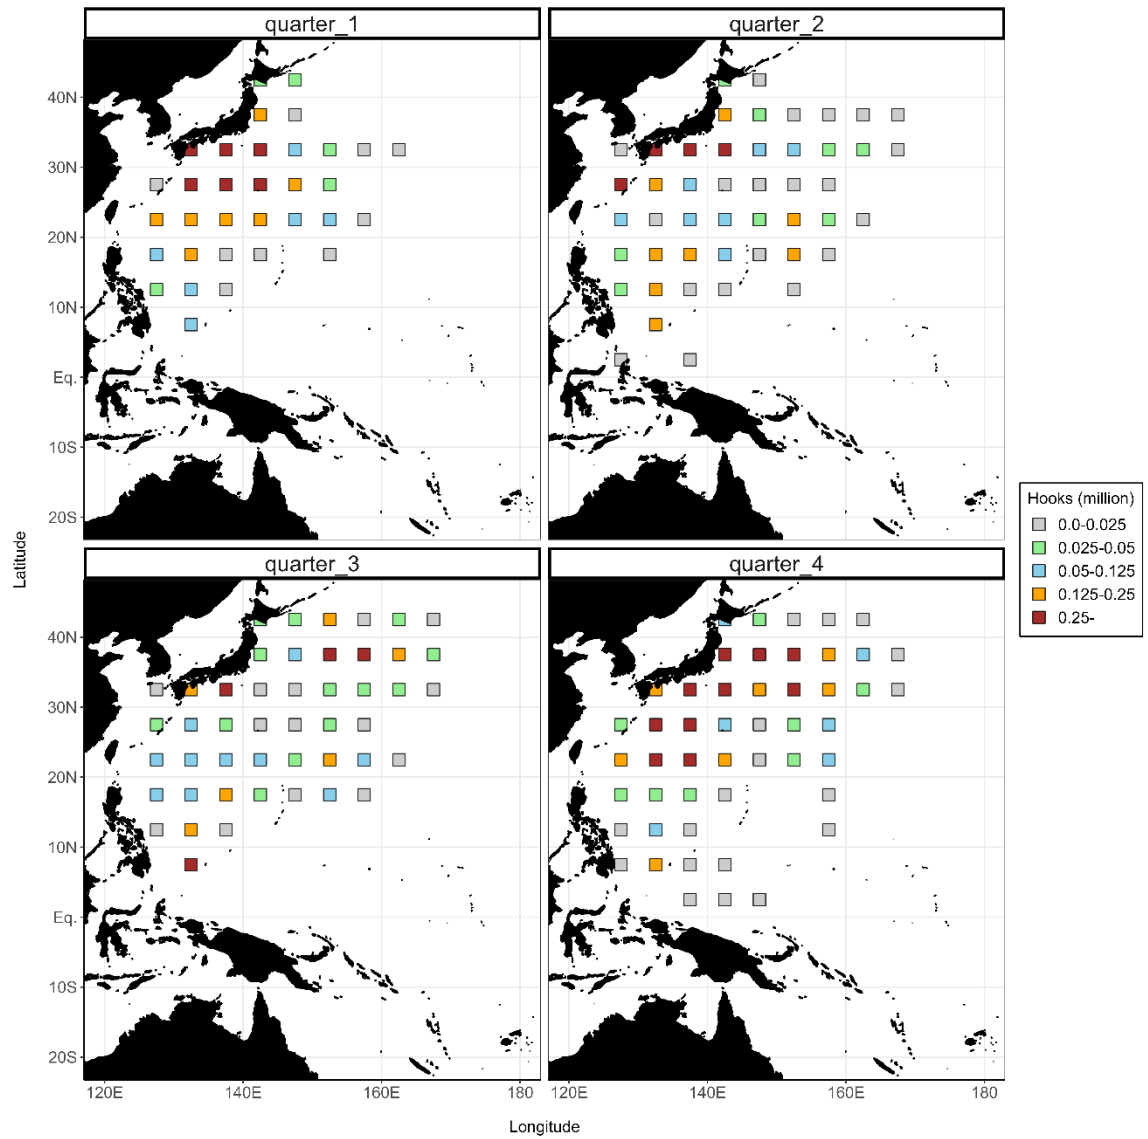 quarter_1
quarter_2
40N
30N
20N
10N
Eq.
10S
20S
quarter_3
quarter_4
40N
30N
20N
10N
Eq.
10S
20S
120E
140E
160E
180
120E
140E
160E
180
Longitude
Latitude
Hooks (million)
0.0-0.025
0.025-0.05
0.05-0.125
0.125-0.25
0.25-